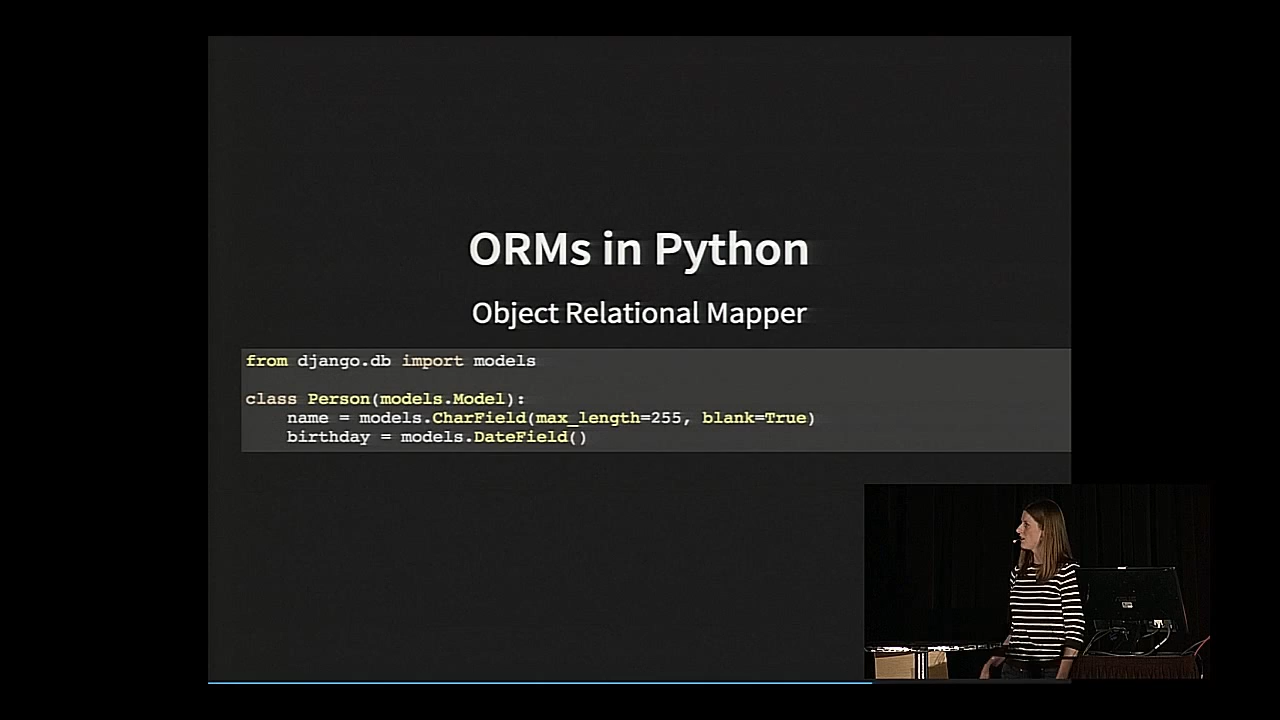 ORMs in Python
Object Relational Mapper
from django.db import models
class Person(models.Model):
    name = models.CharField(max_length=255, blank=True)
    birthday = models.DateField()